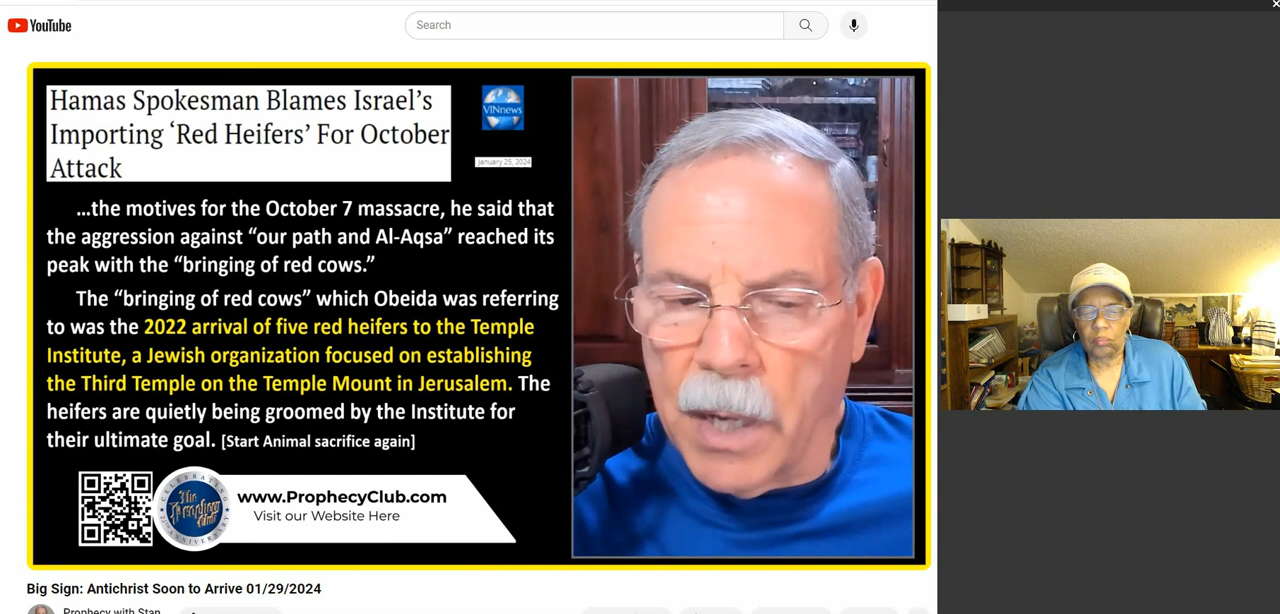 YouTube
Search
Hamas Spokesman Blames Israel's
Importing 'Red Heifers' For October
Attack
VINnews
January 25, 2024
...the motives for the October 7 massacre, he said that
the aggression against “our path and Al-Aqsa” reached its
peak with the “bringing of red cows.”
The “bringing of red cows” which Obeida was referring
to was the 2022 arrival of five red heifers to the Temple
Institute, a Jewish organization focused on establishing
the Third Temple on the Temple Mount in Jerusalem. The
heifers are quietly being groomed by the Institute for
their ultimate goal. [Start Animal sacrifice again]
CELEBRATING
The
Prophecy
Club
ANNIVERSARY
www.ProphecyClub.com
Visit our Website Here
Big Sign: Antichrist Soon to Arrive 01/29/2024
Prophecy with Stan